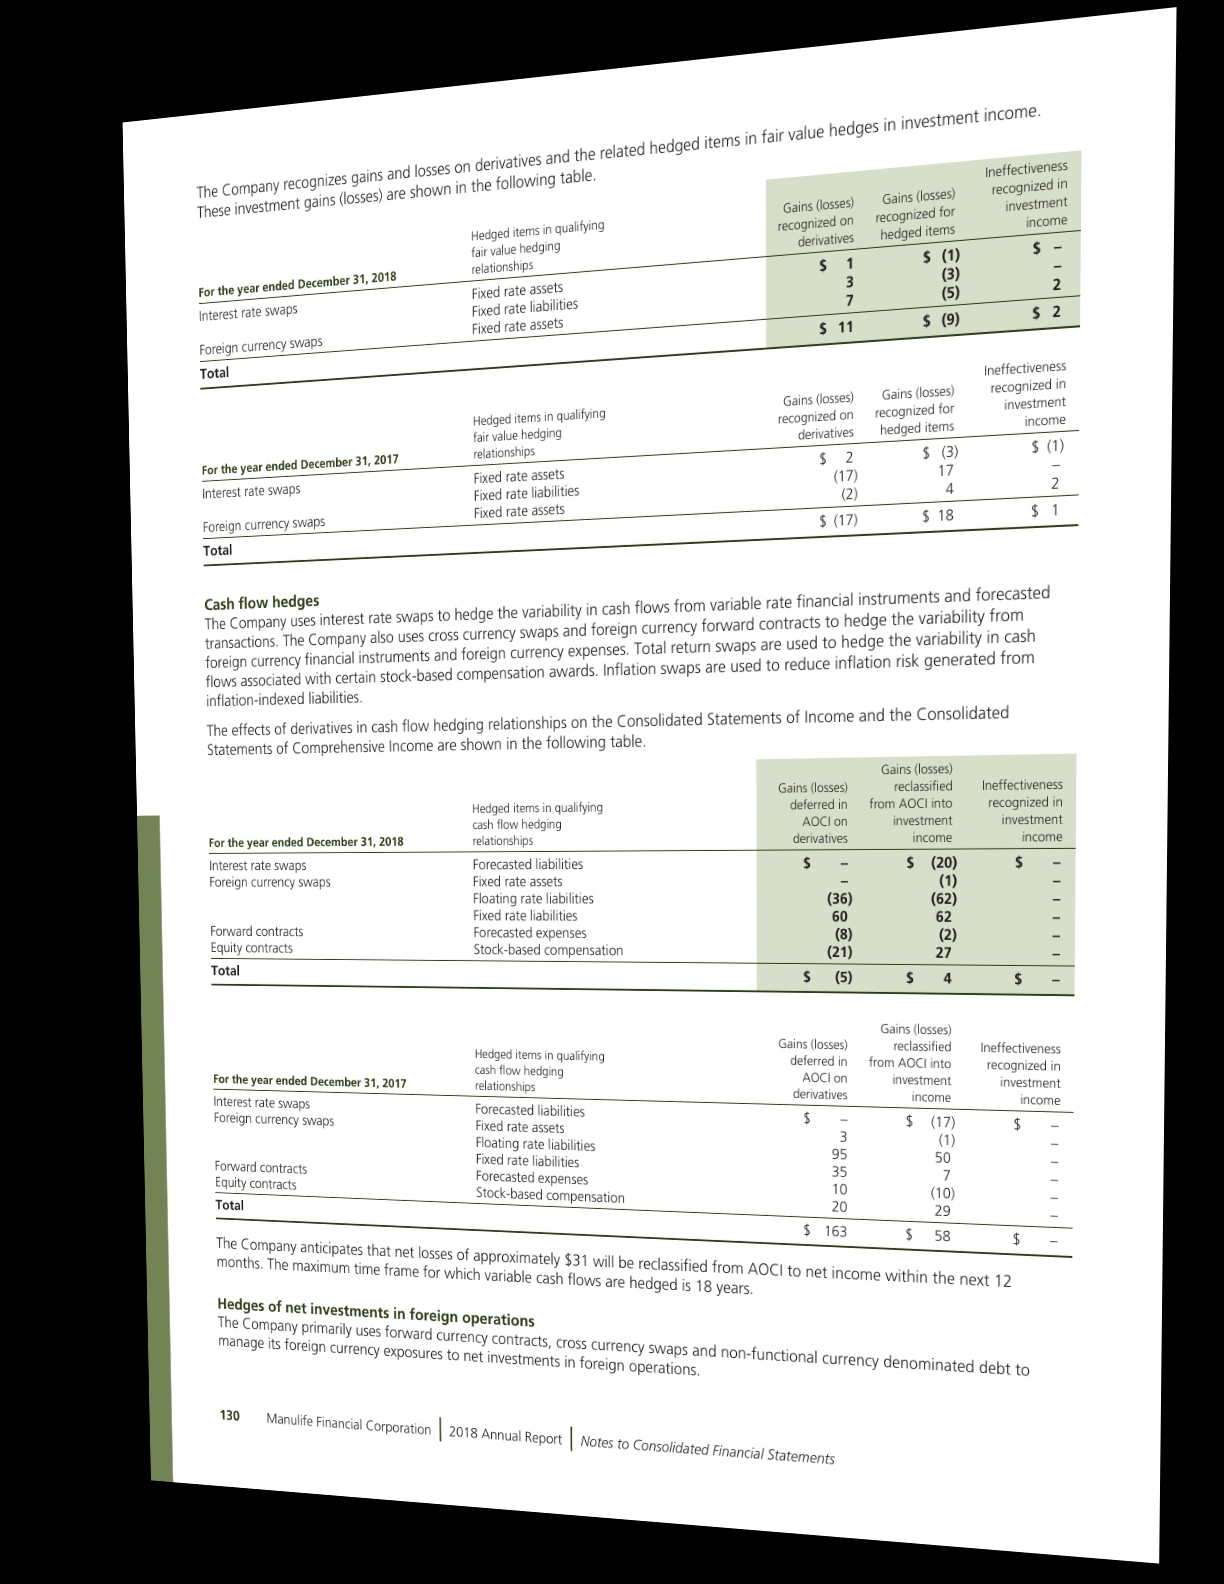 The Company recognizes gains and losses on derivatives and the related hedged items in fair value hedges in investment income.
These investment gains (losses) are shown in the following table.
For the year ended December 31, 2018 Hedged items in qualifying fair value hedging relationships Gains (losses) recognized on derivatives Gains (losses) recognized for hedged items Ineffectiveness recognized in investment income
Interest rate swaps Fixed rate assets $ 1 $ (1) $ –
Fixed rate liabilities 3 (3) –
Foreign currency swaps Fixed rate assets 7 (5) 2
Total $ 11 $ (9) $ 2
For the year ended December 31, 2017 Hedged items in qualifying fair value hedging relationships Gains (losses) recognized on derivatives Gains (losses) recognized for hedged items Ineffectiveness recognized in investment income
Interest rate swaps Fixed rate assets $ 2 $ (3) $ (1)
Fixed rate liabilities (17) 17 –
Foreign currency swaps Fixed rate assets (2) 4 2
Total $ (17) $ 18 $ 1
Cash flow hedges
The Company uses interest rate swaps to hedge the variability in cash flows from variable rate financial instruments and forecasted
transactions. The Company also uses cross currency swaps and foreign currency forward contracts to hedge the variability from
foreign currency financial instruments and foreign currency expenses. Total return swaps are used to hedge the variability in cash
flows associated with certain stock-based compensation awards. Inflation swaps are used to reduce inflation risk generated from
inflation-indexed liabilities.
The effects of derivatives in cash flow hedging relationships on the Consolidated Statements of Income and the Consolidated
Statements of Comprehensive Income are shown in the following table.
For the year ended December 31, 2018 Hedged items in qualifying cash flow hedging relationships Gains (losses) deferred in AOCI on derivatives Gains (losses) reclassified from AOCI into investment income Ineffectiveness recognized in investment income
Interest rate swaps Forecasted liabilities $ – $ (20) $ –
Foreign currency swaps Fixed rate assets – (1) –
Floating rate liabilities (36) (62) –
Fixed rate liabilities 60 62 –
Forward contracts Forecasted expenses (8) (2) –
Equity contracts Stock-based compensation (21) 27 –
Total $ (5) $ 4 $ –
For the year ended December 31, 2017 Hedged items in qualifying cash flow hedging relationships Gains (losses) deferred in AOCI on derivatives Gains (losses) reclassified from AOCI into investment income Ineffectiveness recognized in investment income
Interest rate swaps Forecasted liabilities $ – $ (17) $ –
Foreign currency swaps Fixed rate assets 3 (1) –
Floating rate liabilities 95 50 –
Fixed rate liabilities 35 7 –
Forward contracts Forecasted expenses 10 (10) –
Equity contracts Stock-based compensation 20 29 –
Total $ 163 $ 58 $ –
The Company anticipates that net losses of approximately $31 will be reclassified from AOCI to net income within the next 12
months. The maximum time frame for which variable cash flows are hedged is 18 years.
Hedges of net investments in foreign operations
The Company primarily uses forward currency contracts, cross currency swaps and non-functional currency denominated debt to
manage its foreign currency exposures to net investments in foreign operations.
130 Manulife Financial Corporation | 2018 Annual Report | Notes to Consolidated Financial Statements